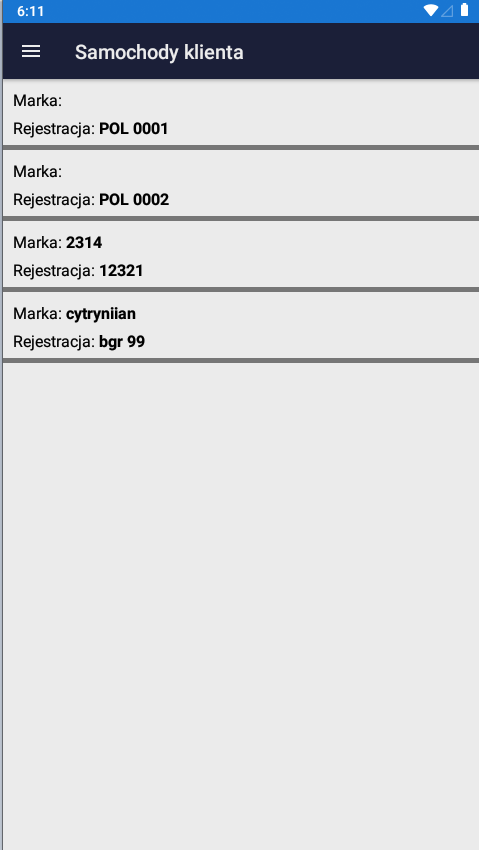 6:11
Samochody klienta
Marka:
Rejestracja: POL 0001
Marka:
Rejestracja: POL 0002
Marka: 2314
Rejestracja: 12321
Marka: cytryniian
Rejestracja: bgr 99